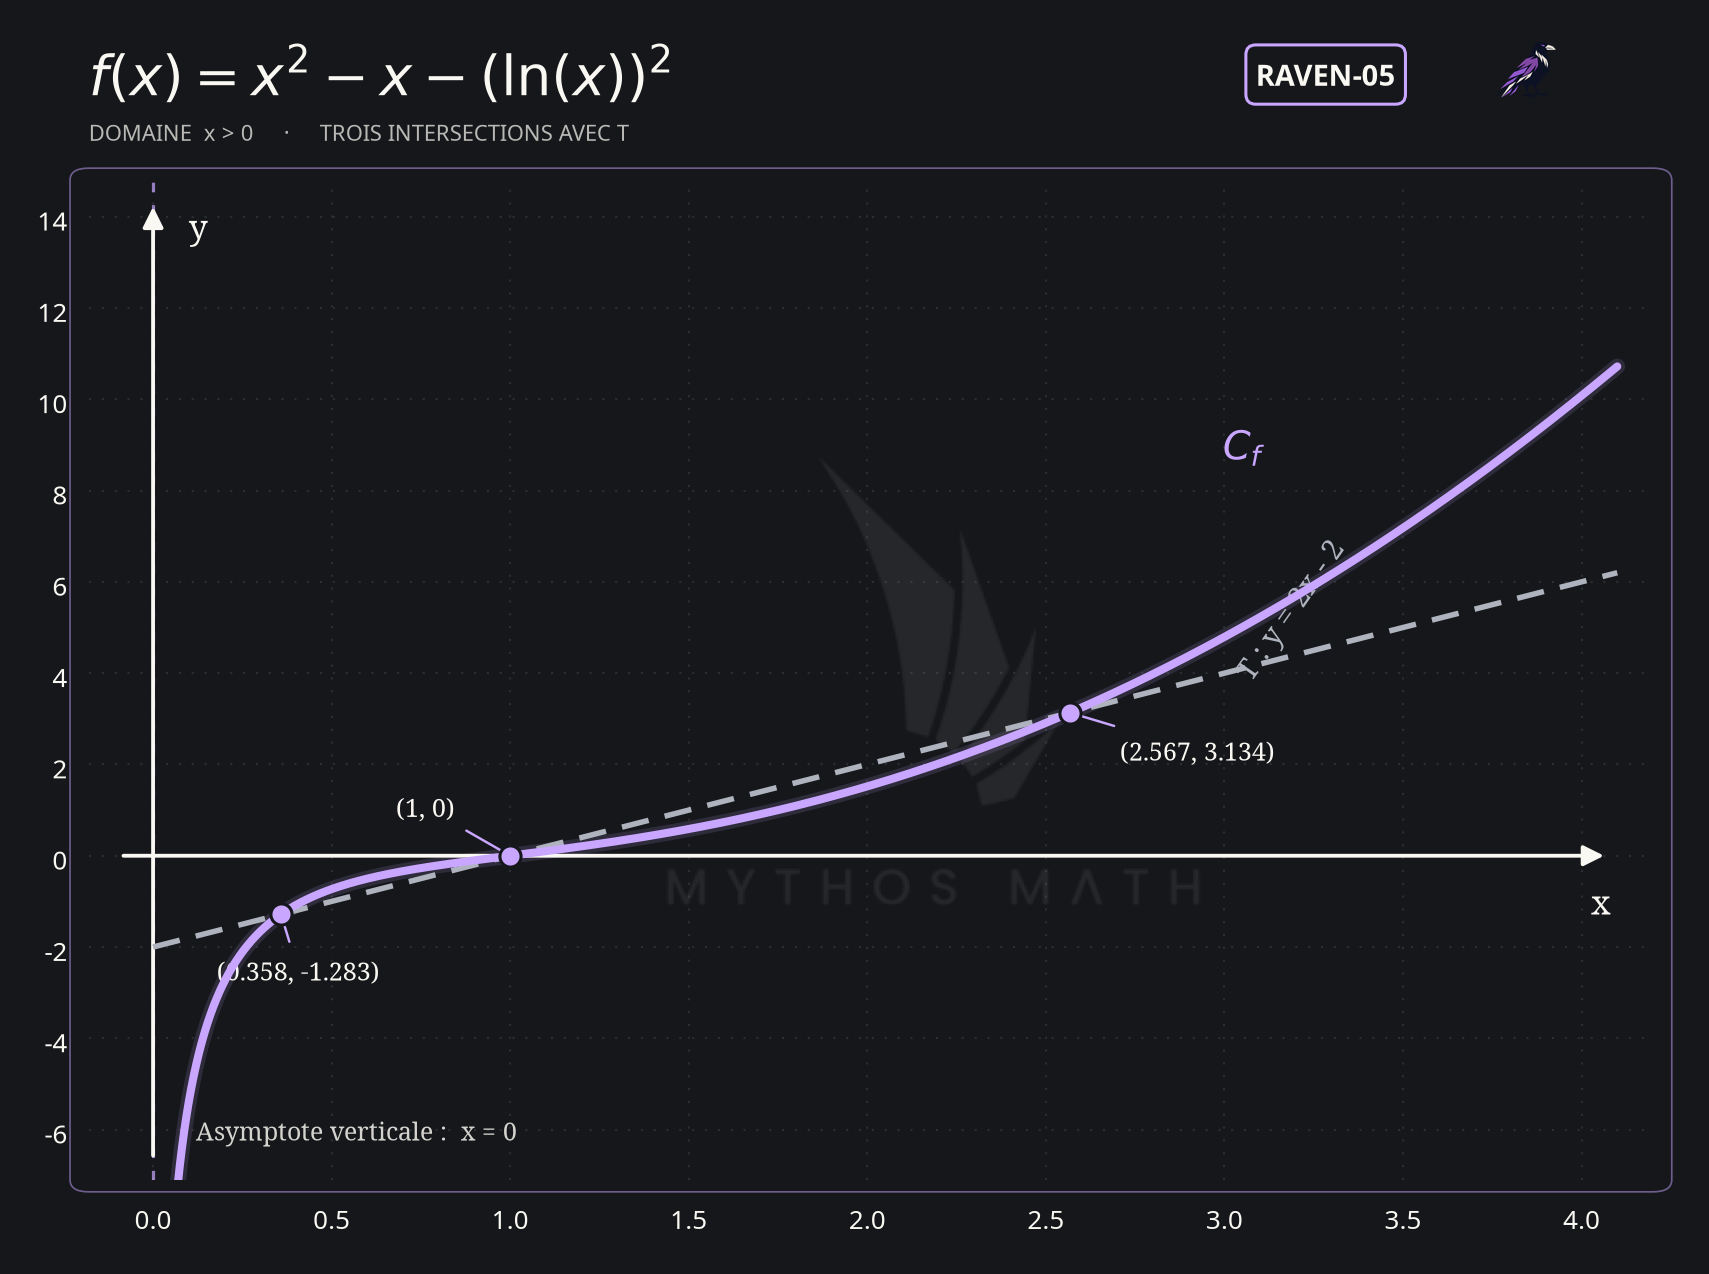 f(x) = x² − x − (ln(x))²
RAVEN-05
DOMAINE x > 0 · TROIS INTERSECTIONS AVEC T
14
y
12
10
C_f
8
T : y = 2x - 2
6
4
(2.567, 3.134)
2
(1, 0)
0
MYTHOS MΛTH
x
-2
(0.358, -1.283)
-4
-6
Asymptote verticale : x = 0
0.0 0.5 1.0 1.5 2.0 2.5 3.0 3.5 4.0